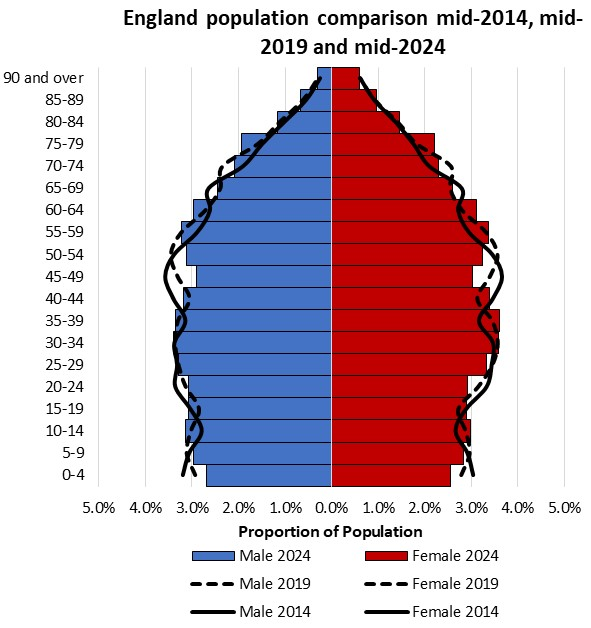 England population comparison mid-2014, mid-
2019 and mid-2024
90 and over
85-89
80-84
75-79
70-74
65-69
60-64
55-59
50-54
45-49
40-44
35-39
30-34
25-29
20-24
15-19
10-14
5-9
0-4
5.0% 4.0% 3.0% 2.0% 1.0% 0.0% 1.0% 2.0% 3.0% 4.0% 5.0%
Proportion of Population
Male 2024 Female 2024
Male 2019 Female 2019
Male 2014 Female 2014